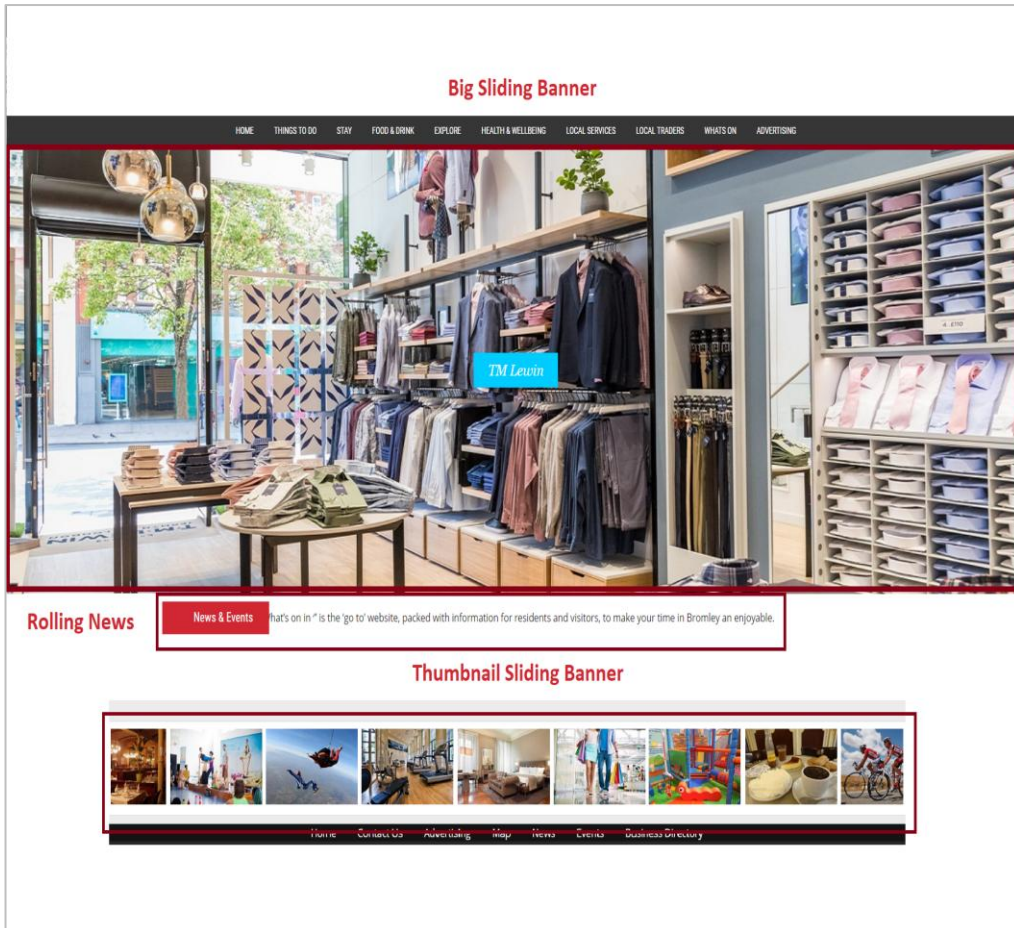 Big Sliding Banner
HOME THINGS TO DO STAY FOOD & DRINK EXPLORE HEALTH & WELLBEING LOCAL SERVICES LOCAL TRADERS WHATS ON ADVERTISING
TM Lewin
Rolling News
News & Events hat's on in -" is the 'go to' website, packed with information for residents and visitors, to make your time in Bromley an enjoyable.
Thumbnail Sliding Banner
Home Contact Us Advertising Map News Events Business Directory